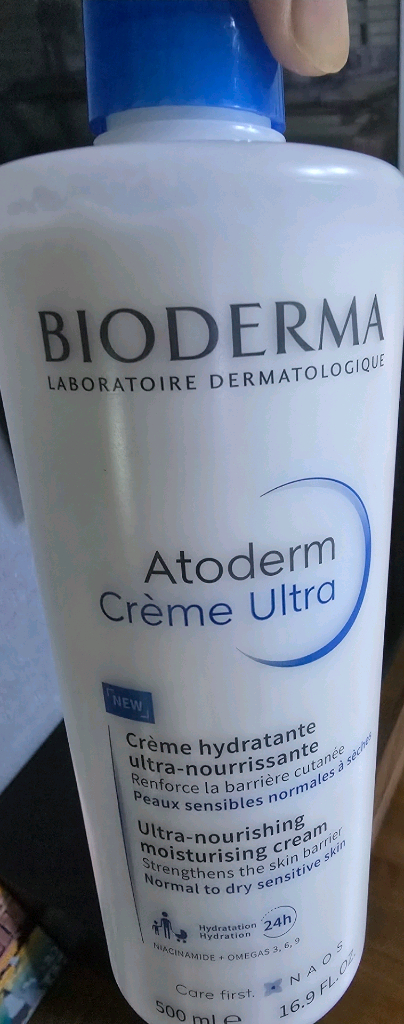 BIODERMA
LABORATOIRE DERMATOLOGIQUE
Atoderm
Crème Ultra
NEW
Crème hydratante
ultra-nourrissante
Renforce la barrière cutanée
Peaux sensibles normales à sèches
Ultra-nourishing
moisturising cream
Strengthens the skin barrier
Normal to dry sensitive skin
Hydratation 24h
Hydration
NIACINAMIDE + OMEGAS 3, 6, 9
Care first. NAOS
500 ml e 16.9 FL.OZ.